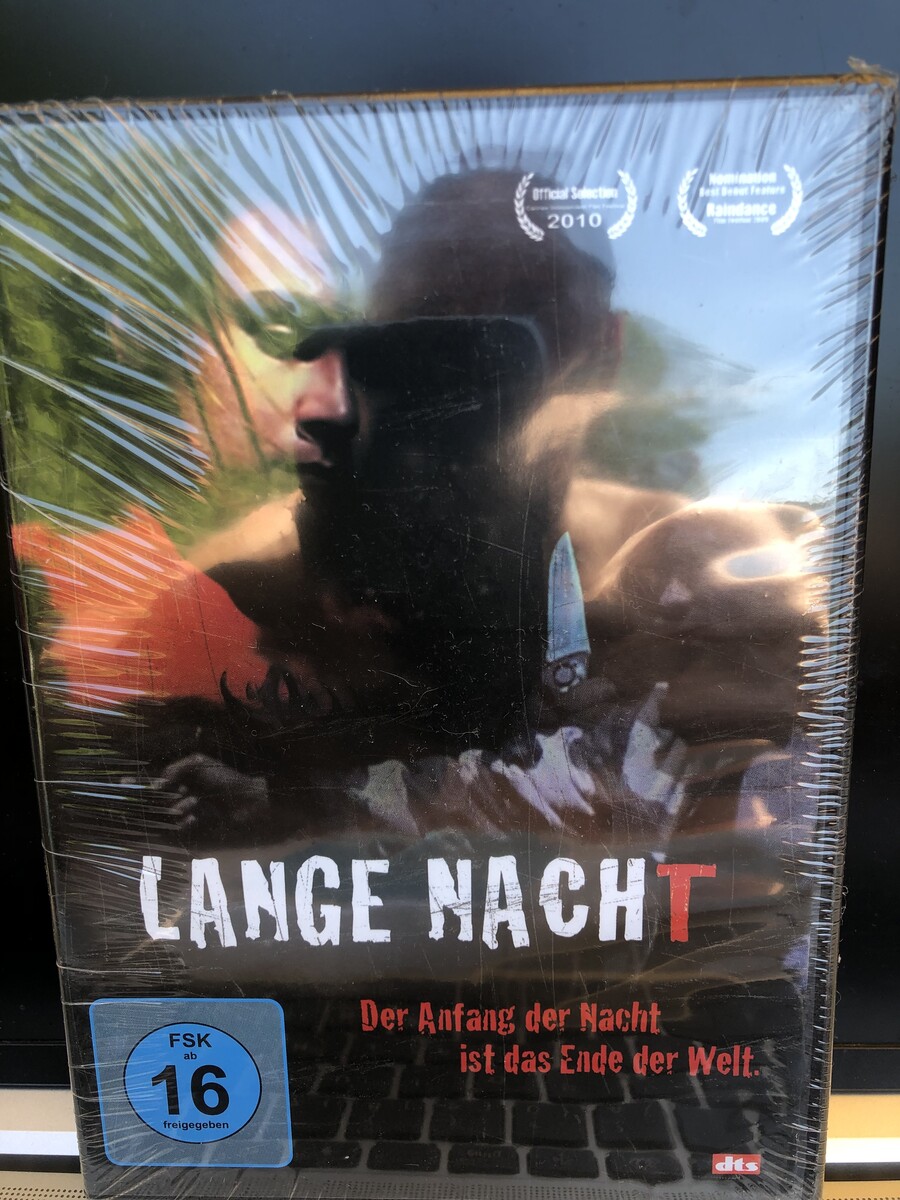 Official Selection
2010
Nomination
Best Debut Feature
Raindance
LANGE NACHT
Der Anfang der Nacht
ist das Ende der Welt.
FSK
ab
16
freigegeben
dts